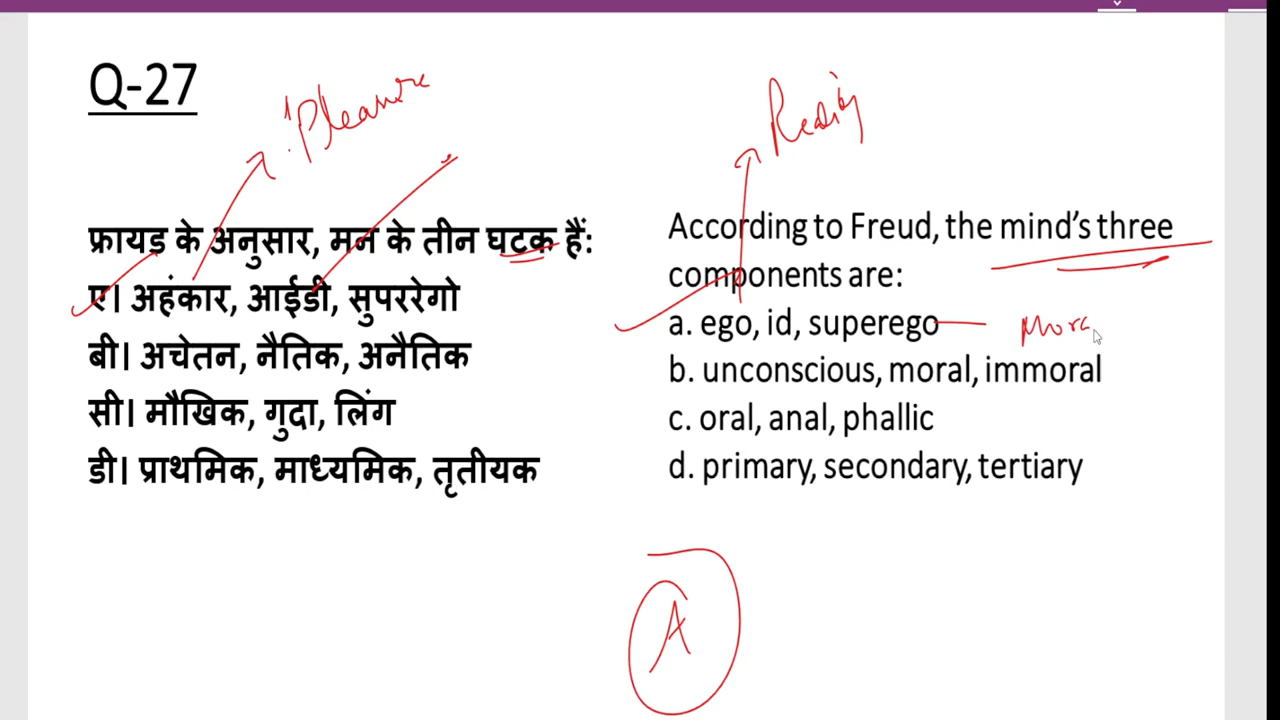 Q-27
Pleasure
Reality
फ्रायड के अनुसार, मन के तीन घटक हैं:
ए। अहंकार, आईडी, सुपररेगो
बी। अचेतन, नैतिक, अनैतिक
सी। मौखिक, गुदा, लिंग
डी। प्राथमिक, माध्यमिक, तृतीयक
According to Freud, the mind's three
components are:
a. ego, id, superego
Mora
b. unconscious, moral, immoral
c. oral, anal, phallic
d. primary, secondary, tertiary
A